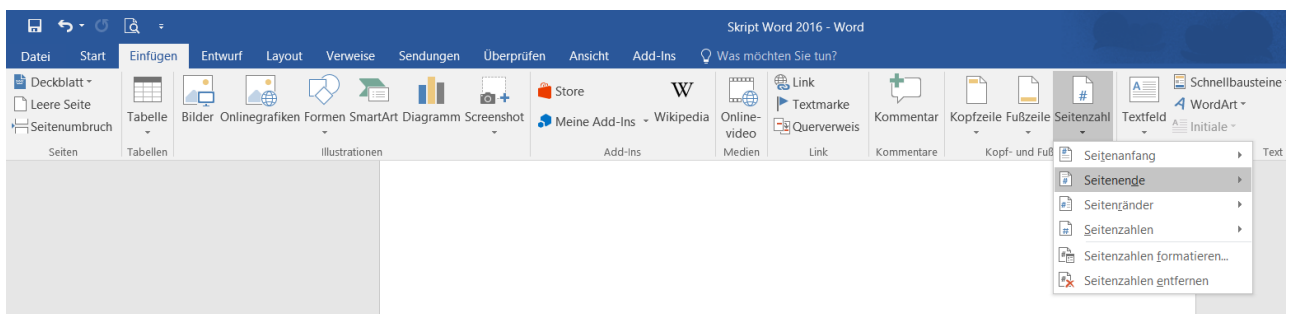 Skript Word 2016 - Word
Datei Start Einfügen Entwurf Layout Verweise Sendungen Überprüfen Ansicht Add-Ins Was möchten Sie tun?
Deckblatt
Leere Seite
Seitenumbruch
Seiten
Tabelle
Tabellen
Bilder Onlinegrafiken Formen SmartArt Diagramm Screenshot
Illustrationen
Store
Meine Add-Ins
W
Wikipedia
Add-Ins
Online-
video
Medien
Link
Textmarke
Querverweis
Link
Kommentar
Kommentare
Kopfzeile Fußzeile Seitenzahl
Kopf- und Fuß
A
Textfeld
Schnellbausteine
WordArt
Initiale
Text
Seitenanfang
Seitenende
Seitenränder
Seitenzahlen
Seitenzahlen formatieren...
Seitenzahlen entfernen